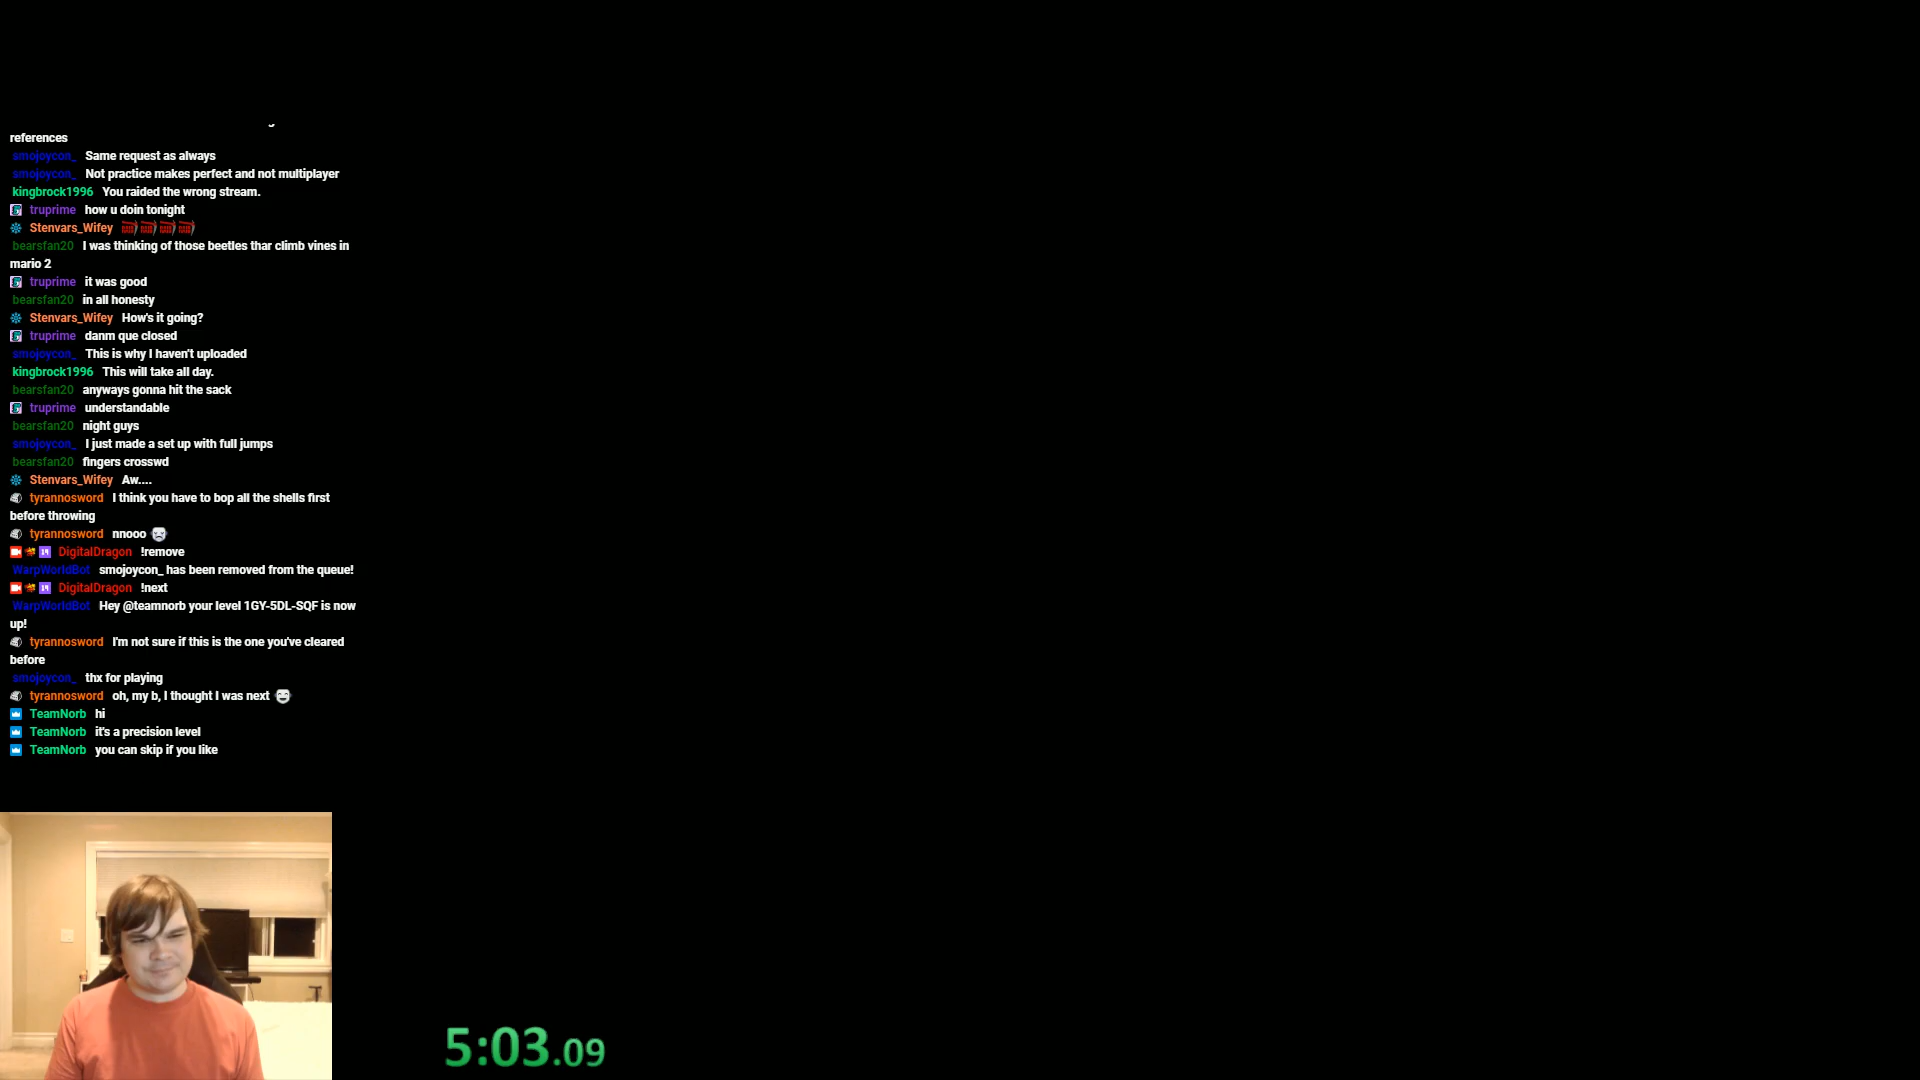 references
smojoycon_ Same request as always
smojoycon_ Not practice makes perfect and not multiplayer
kingbrock1996 You raided the wrong stream.
truprime how u doin tonight
Stenvars_Wifey
bearsfan20 I was thinking of those beetles thar climb vines in
mario 2
truprime it was good
bearsfan20 in all honesty
Stenvars_Wifey How's it going?
truprime danm que closed
smojoycon_ This is why I haven't uploaded
kingbrock1996 This will take all day.
bearsfan20 anyways gonna hit the sack
truprime understandable
bearsfan20 night guys
smojoycon_ I just made a set up with full jumps
bearsfan20 fingers crosswd
Stenvars_Wifey Aw....
tyrannosword I think you have to bop all the shells first
before throwing
tyrannosword nnooo
DigitalDragon !remove
WarpWorldBot smojoycon_ has been removed from the queue!
DigitalDragon !next
WarpWorldBot Hey @teamnorb your level 1GY-5DL-SQF is now
up!
tyrannosword I'm not sure if this is the one you've cleared
before
smojoycon_ thx for playing
tyrannosword oh, my b, I thought I was next
TeamNorb hi
TeamNorb it's a precision level
TeamNorb you can skip if you like
5:03.09